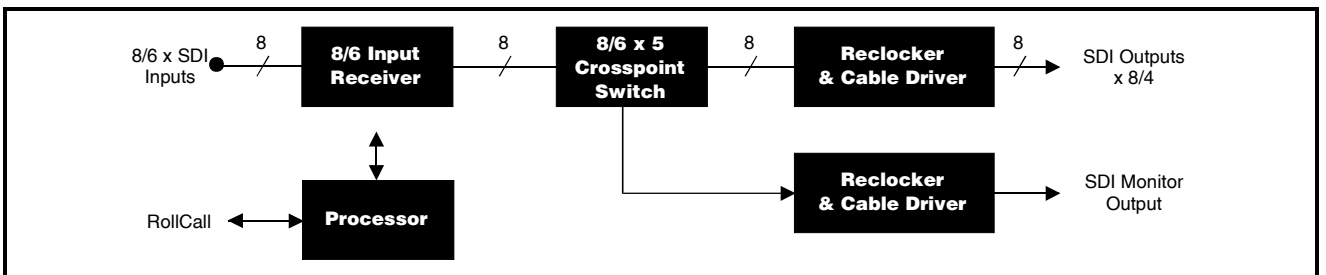 8/6 x SDI
Inputs
8
8/6 Input
Receiver
8
8/6 x 5
Crosspoint
Switch
8
Reclocker
& Cable Driver
8
SDI Outputs
x 8/4
Reclocker
& Cable Driver
SDI Monitor
Output
RollCall
Processor